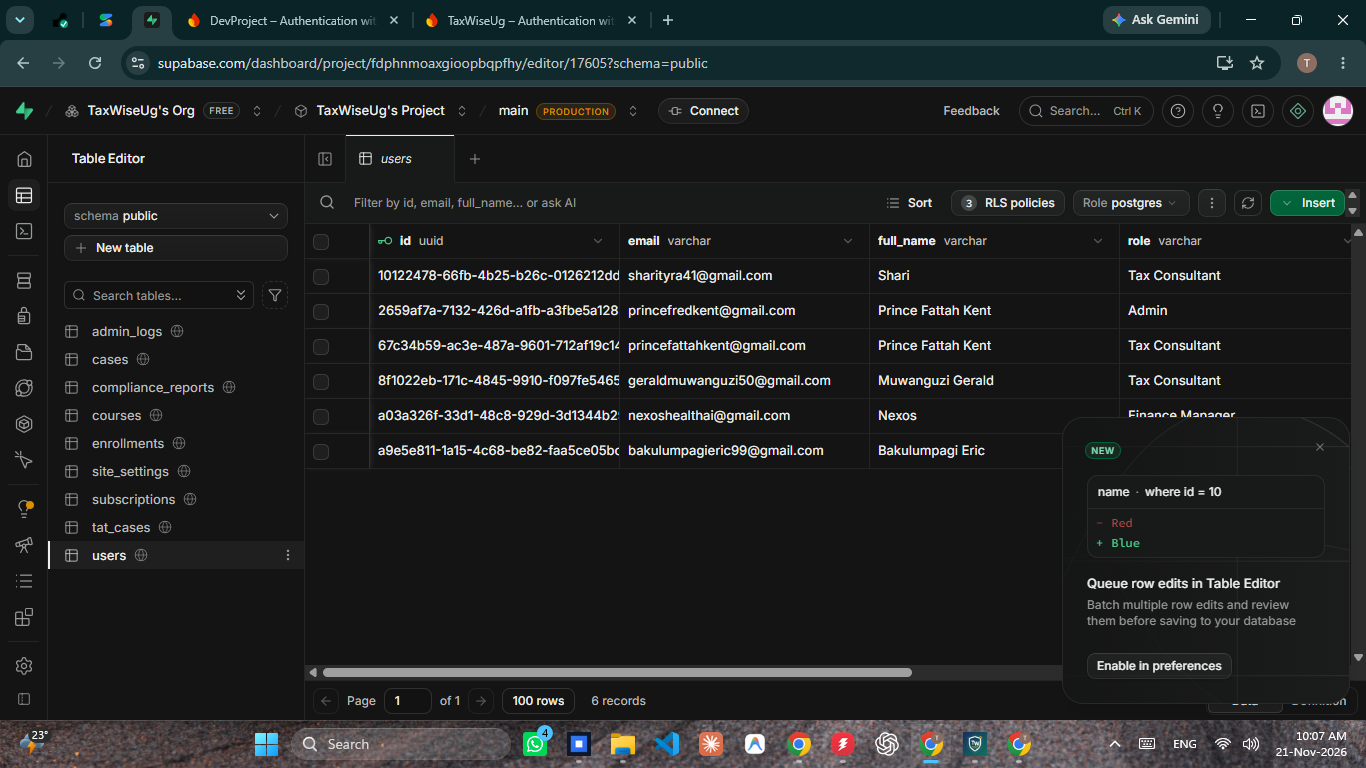 DevProject – Authentication wit
TaxWiseUg – Authentication wit
Ask Gemini
supabase.com/dashboard/project/fdphnmoaxgioopbqpfhy/editor/17605?schema=public
T
TaxWiseUg's Org FREE / TaxWiseUg's Project / main PRODUCTION Connect Feedback Search... Ctrl K
Table Editor
users
schema public
New table
Search tables...
admin_logs
cases
compliance_reports
courses
enrollments
site_settings
subscriptions
tat_cases
users
Filter by id, email, full_name... or ask AI Sort 3 RLS policies Role postgres Insert
id uuid email varchar full_name varchar role varchar
10122478-66fb-4b25-b26c-0126212dd sharityra41@gmail.com Shari Tax Consultant
2659af7a-7132-426d-a1fb-a3fbe5a128 princefredkent@gmail.com Prince Fattah Kent Admin
67c34b59-ac3e-487a-9601-712af19c14 princefattahkent@gmail.com Prince Fattah Kent Tax Consultant
8f1022eb-171c-4845-9910-f097fe5465 geraldmuwanguzi50@gmail.com Muwanguzi Gerald Tax Consultant
a03a326f-33d1-48c8-929d-3d1344b29 nexoshealthai@gmail.com Nexos Finance Manager
a9e5e811-1a15-4c68-be82-faa5ce05bc bakulumpagieric99@gmail.com Bakulumpagi Eric
NEW
name · where id = 10
- Red
+ Blue
Queue row edits in Table Editor
Batch multiple row edits and review
them before saving to your database
Enable in preferences
Page 1 of 1 100 rows 6 records
Data Definition
23°
Search
4
ENG
10:07 AM
21-Nov-2026